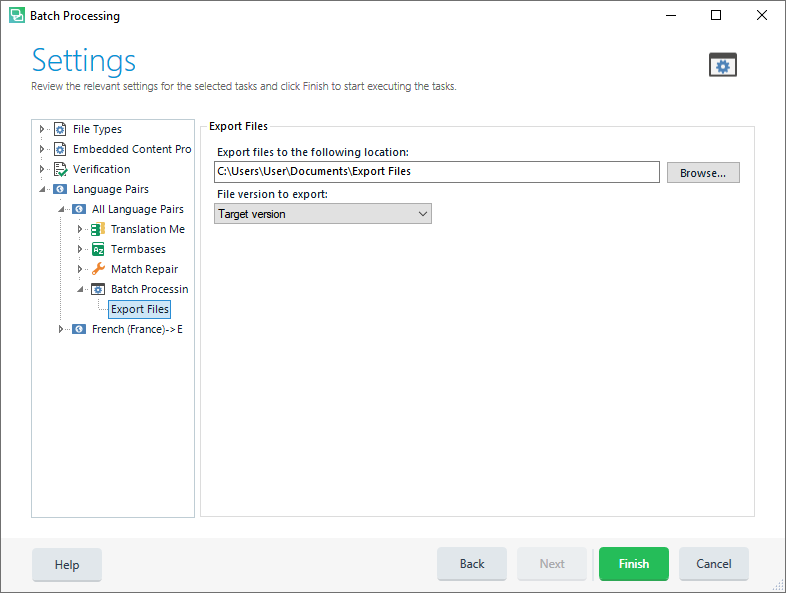 Batch Processing
Settings
Review the relevant settings for the selected tasks and click Finish to start executing the tasks.
File Types
Embedded Content Pro
Verification
Language Pairs
All Language Pairs
Translation Me
Termbases
Match Repair
Batch Processin
Export Files
French (France)->E
Export Files
Export files to the following location:
C:\Users\User\Documents\Export Files
Browse...
File version to export:
Target version
Help
Back
Next
Finish
Cancel